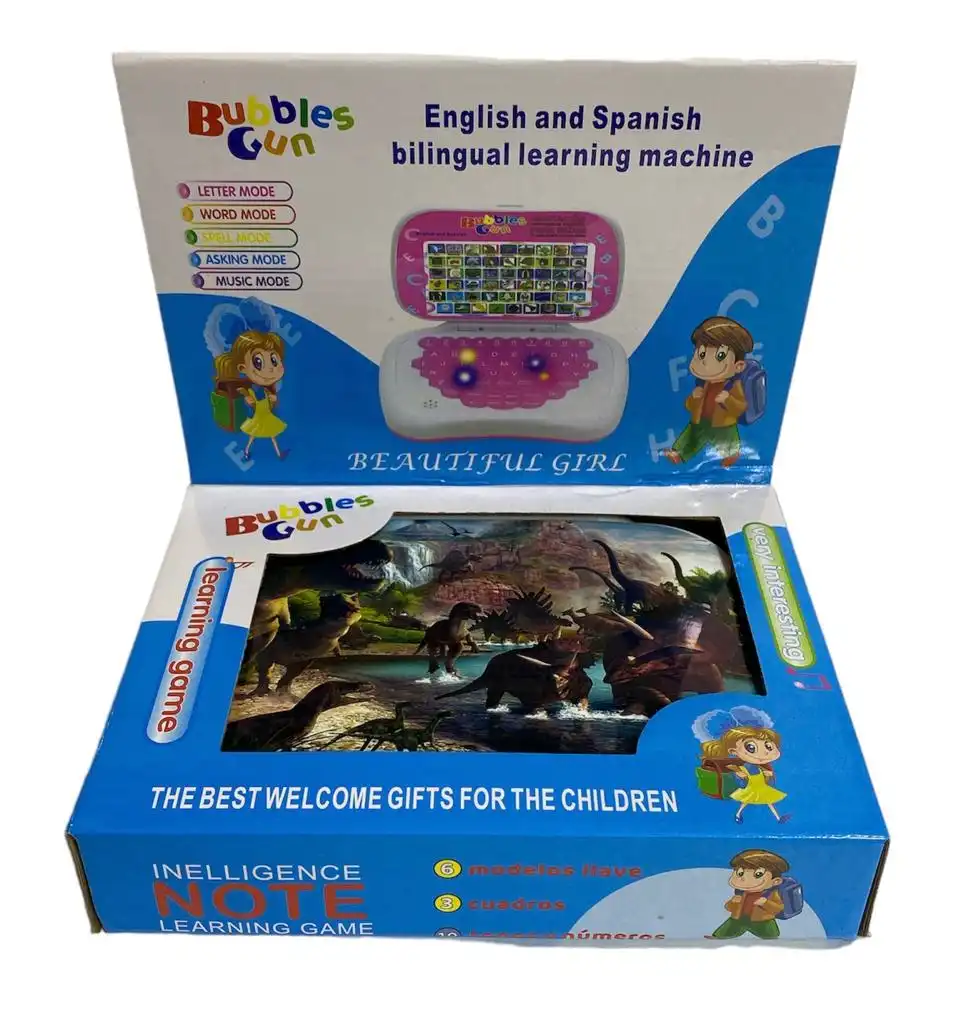 Bubbles
Gun
English and Spanish
bilingual learning machine
LETTER MODE
WORD MODE
SPELL MODE
ASKING MODE
MUSIC MODE
Bubbles
Gun
BEAUTIFUL GIRL
Bubbles
Gun
learning game
very interesting
THE BEST WELCOME GIFTS FOR THE CHILDREN
INELLIGENCE
NOTE
LEARNING GAME
6 modelos llave
3 cuadros
números